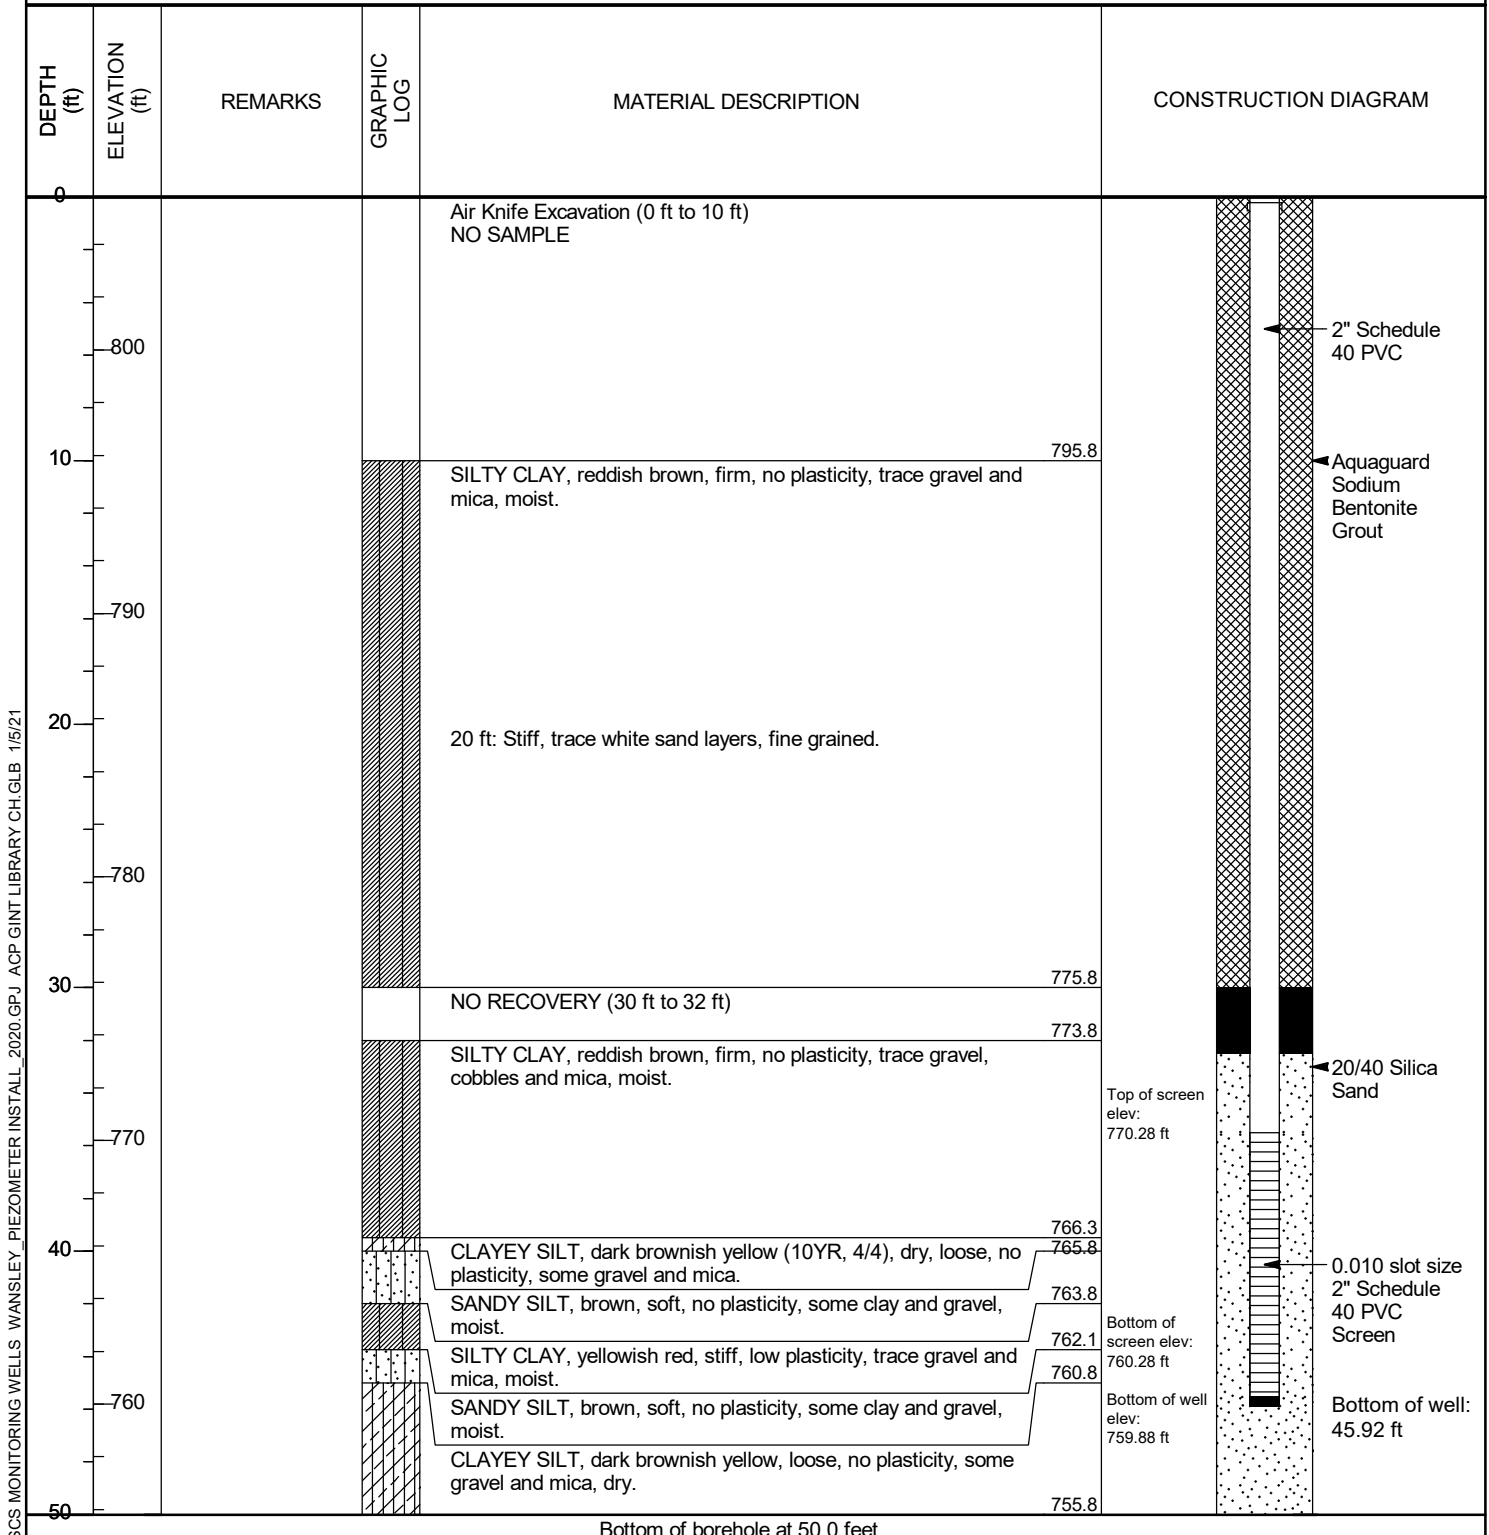 DEPTH
(ft)
ELEVATION
(ft)
REMARKS
GRAPHIC
LOG
MATERIAL DESCRIPTION
CONSTRUCTION DIAGRAM
0
Air Knife Excavation (0 ft to 10 ft)
NO SAMPLE
800
2" Schedule
40 PVC
795.8
10
SILTY CLAY, reddish brown, firm, no plasticity, trace gravel and
mica, moist.
Aquaguard
Sodium
Bentonite
Grout
790
20
20 ft: Stiff, trace white sand layers, fine grained.
780
775.8
30
NO RECOVERY (30 ft to 32 ft)
773.8
SILTY CLAY, reddish brown, firm, no plasticity, trace gravel,
cobbles and mica, moist.
20/40 Silica
Sand
Top of screen
elev:
770.28 ft
770
766.3
40
765.8
CLAYEY SILT, dark brownish yellow (10YR, 4/4), dry, loose, no
plasticity, some gravel and mica.
0.010 slot size
2" Schedule
40 PVC
Screen
763.8
SANDY SILT, brown, soft, no plasticity, some clay and gravel,
moist.
762.1
Bottom of
screen elev:
760.28 ft
SILTY CLAY, yellowish red, stiff, low plasticity, trace gravel and
mica, moist.
760.8
760
SANDY SILT, brown, soft, no plasticity, some clay and gravel,
moist.
Bottom of well
elev:
759.88 ft
Bottom of well:
45.92 ft
CLAYEY SILT, dark brownish yellow, loose, no plasticity, some
gravel and mica, dry.
755.8
50
Bottom of borehole at 50.0 feet
SCS MONITORING WELLS WANSLEY_PIEZOMETER INSTALL_2020.GPJ ACP GINT LIBRARY CH.GLB 1/5/21